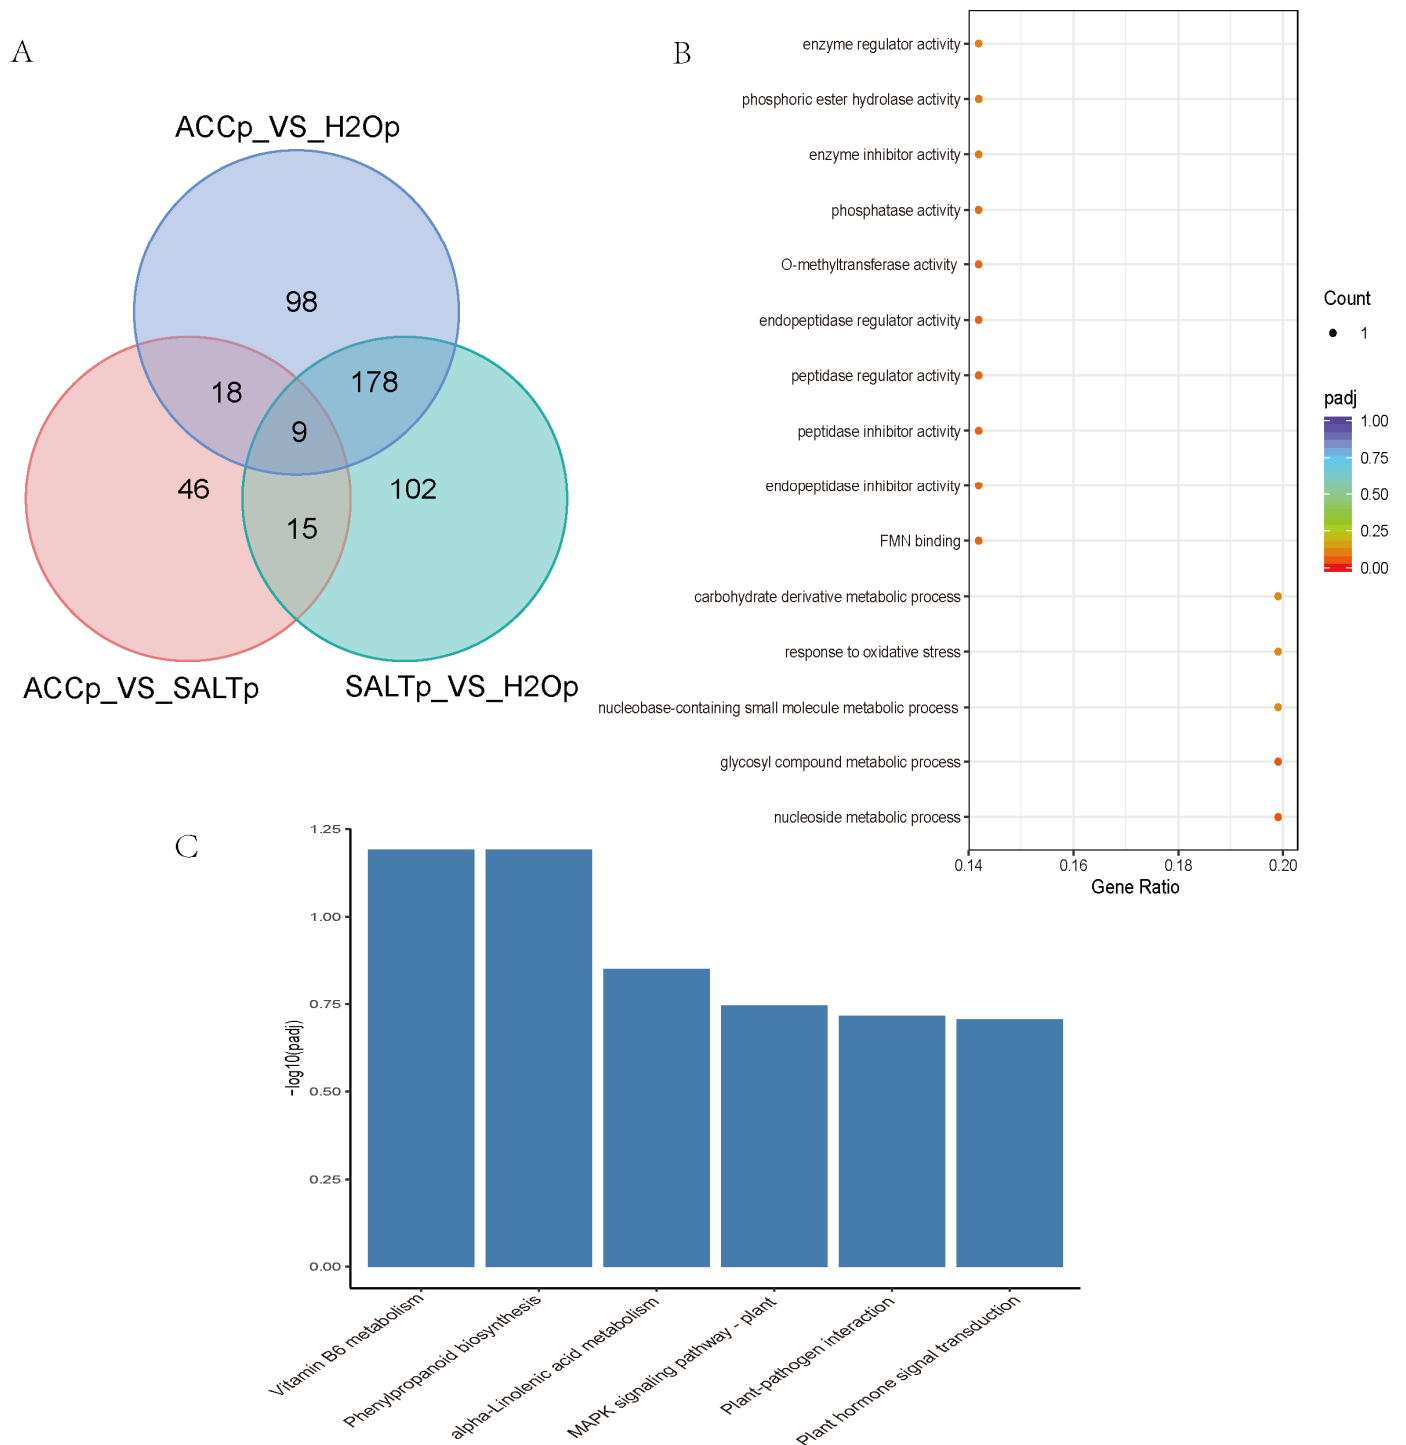 A
ACCp_VS_H2Op
98
18
178
9
46
102
15
ACCp_VS_SALTp
SALTp_VS_H2Op
B
enzyme regulator activity
phosphoric ester hydrolase activity
enzyme inhibitor activity
phosphatase activity
O-methyltransferase activity
endopeptidase regulator activity
peptidase regulator activity
peptidase inhibitor activity
endopeptidase inhibitor activity
FMN binding
carbohydrate derivative metabolic process
response to oxidative stress
nucleobase-containing small molecule metabolic process
glycosyl compound metabolic process
nucleoside metabolic process
0.14
0.16
0.18
0.20
Gene Ratio
Count
1
padj
1.00
0.75
0.50
0.25
0.00
C
1.25
1.00
0.75
0.50
0.25
0.00
−log10(padj)
Vitamin B6 metabolism
Phenylpropanoid biosynthesis
alpha-Linolenic acid metabolism
MAPK signaling pathway - plant
Plant-pathogen interaction
Plant hormone signal transduction